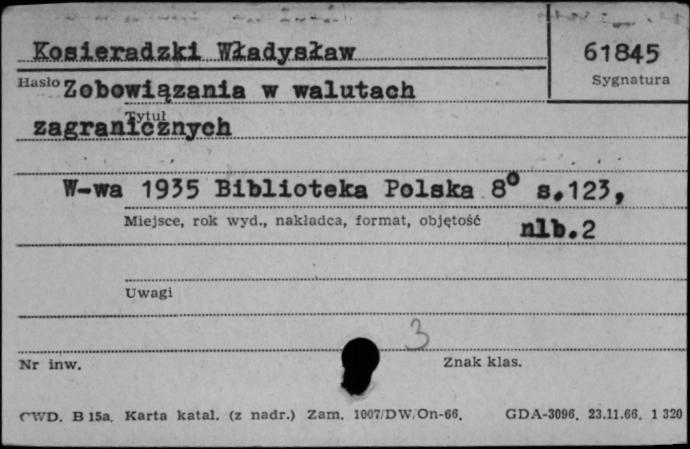 Kosieradzki Władysław
61845
Sygnatura
Hasło Zobowiązania w walutach
Tytuł
zagranicznych
W-wa 1935 Biblioteka Polska 8° s.123,
Miejsce, rok wyd., nakładca, format, objętość
nlb.2
Uwagi
3
Nr inw.
Znak klas.
CWD. B 15a. Karta katal. (z nadr.) Zam. 1007/DW/On-66. GDA-3096. 23.11.66. 1 320